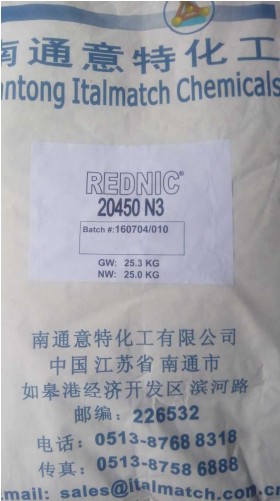 南通意特化工
ntong Italmatch Chemicals
REDNIC®
20450 N3
Batch #:160704/010
GW: 25.3 KG
NW: 25.0 KG
南通意特化工有限公司
中国江苏省南通市
如皋港经济开发区滨河路
邮编：226532
电话：0513-8768 8318
传真：0513-8758 6888
mail: sales@italmatch.com.cn